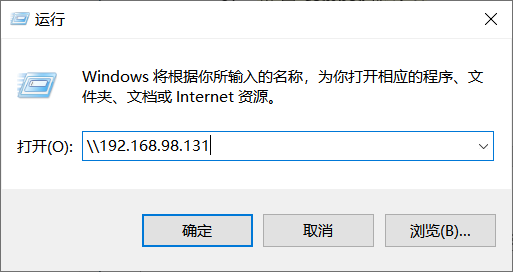 运行
Windows 将根据你所输入的名称，为你打开相应的程序、文
件夹、文档或 Internet 资源。
打开(O): \\192.168.98.131
确定 取消 浏览(B)...